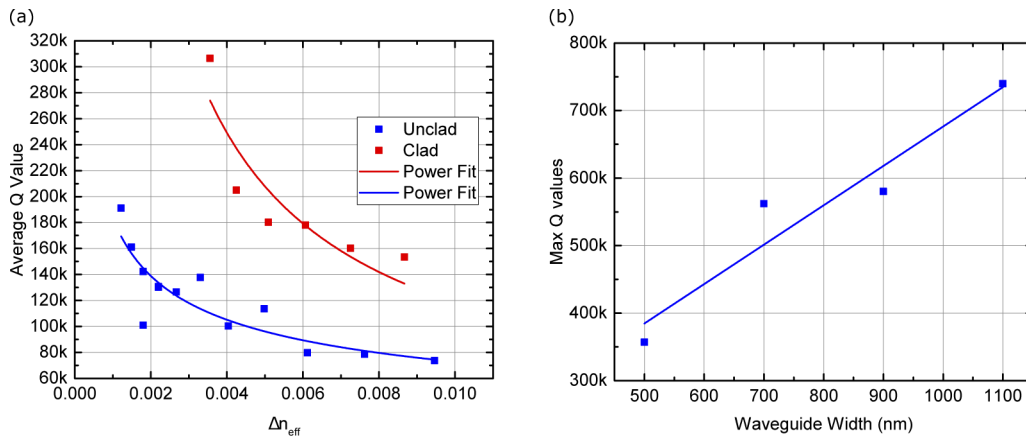 (a)
320k
300k
280k
260k
240k
220k
200k
180k
160k
140k
120k
100k
80k
60k
Average Q Value
Unclad
Clad
Power Fit
Power Fit
0.000 0.002 0.004 0.006 0.008 0.010
Δneff
(b)
800k
700k
600k
500k
400k
300k
Max Q values
500 600 700 800 900 1000 1100
Waveguide Width (nm)